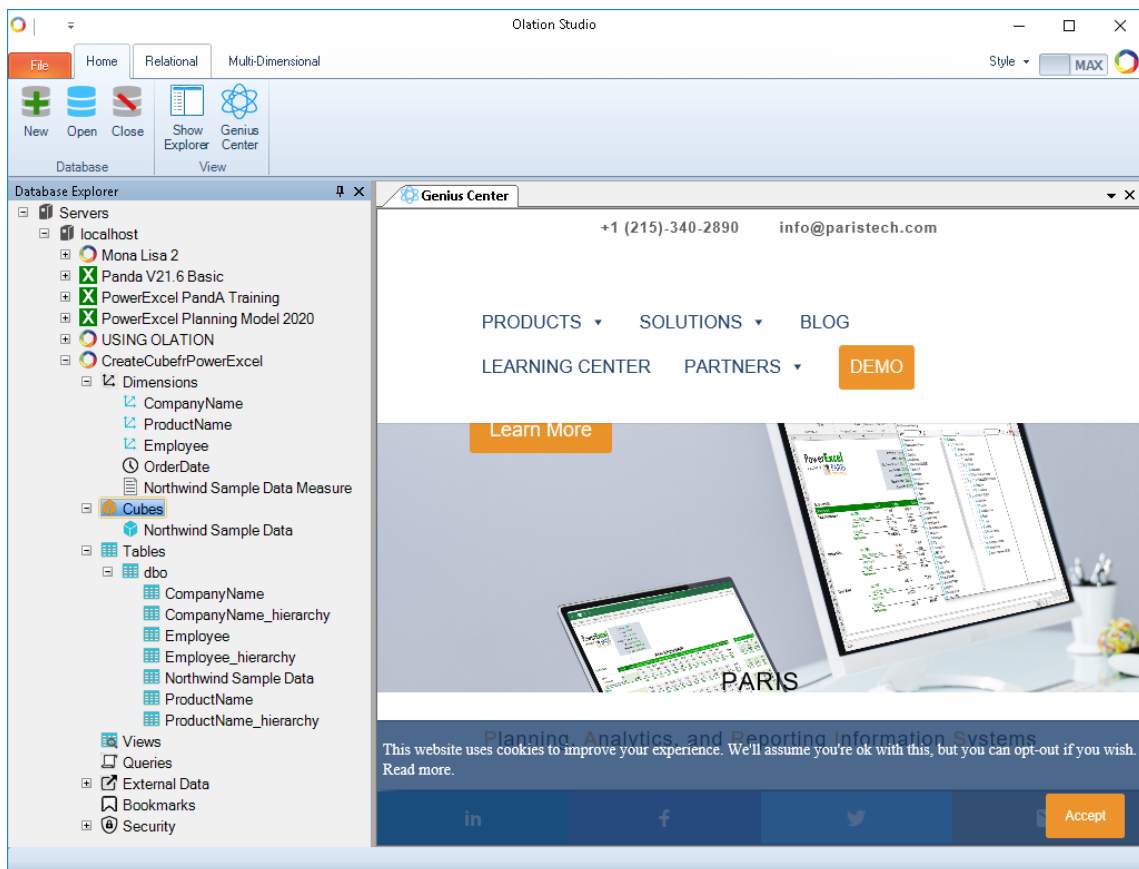 Olation Studio
File Home Relational Multi-Dimensional Style MAX
New Open Close Show Explorer Genius Center
Database View
Database Explorer
Genius Center
Servers
localhost
Mona Lisa 2
Panda V21.6 Basic
PowerExcel PandA Training
PowerExcel Planning Model 2020
USING OLATION
CreateCubefrPowerExcel
Dimensions
CompanyName
ProductName
Employee
OrderDate
Northwind Sample Data Measure
Cubes
Northwind Sample Data
Tables
dbo
CompanyName
CompanyName_hierarchy
Employee
Employee_hierarchy
Northwind Sample Data
ProductName
ProductName_hierarchy
Views
Queries
External Data
Bookmarks
Security
+1 (215)-340-2890 info@paristech.com
PRODUCTS SOLUTIONS BLOG
LEARNING CENTER PARTNERS DEMO
Learn More
PowerExcel
PARIS
PowerExcel
PARIS
Planning, Analytics, and Reporting Information Systems
This website uses cookies to improve your experience. We'll assume you're ok with this, but you can opt-out if you wish.
Read more.
Accept